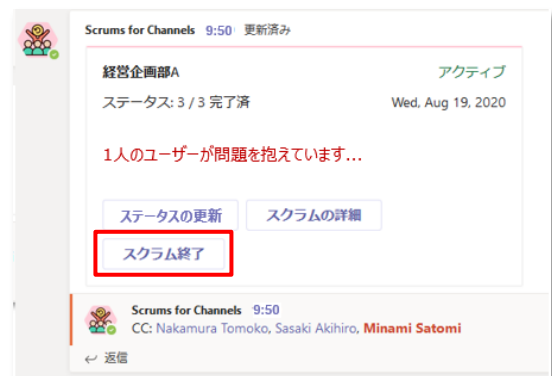 Scrums for Channels 9:50 更新済み
経営企画部A アクティブ
ステータス: 3 / 3 完了済 Wed, Aug 19, 2020
1人のユーザーが問題を抱えています...
ステータスの更新 スクラムの詳細
スクラム終了
Scrums for Channels 9:50
CC: Nakamura Tomoko, Sasaki Akihiro, Minami Satomi
返信